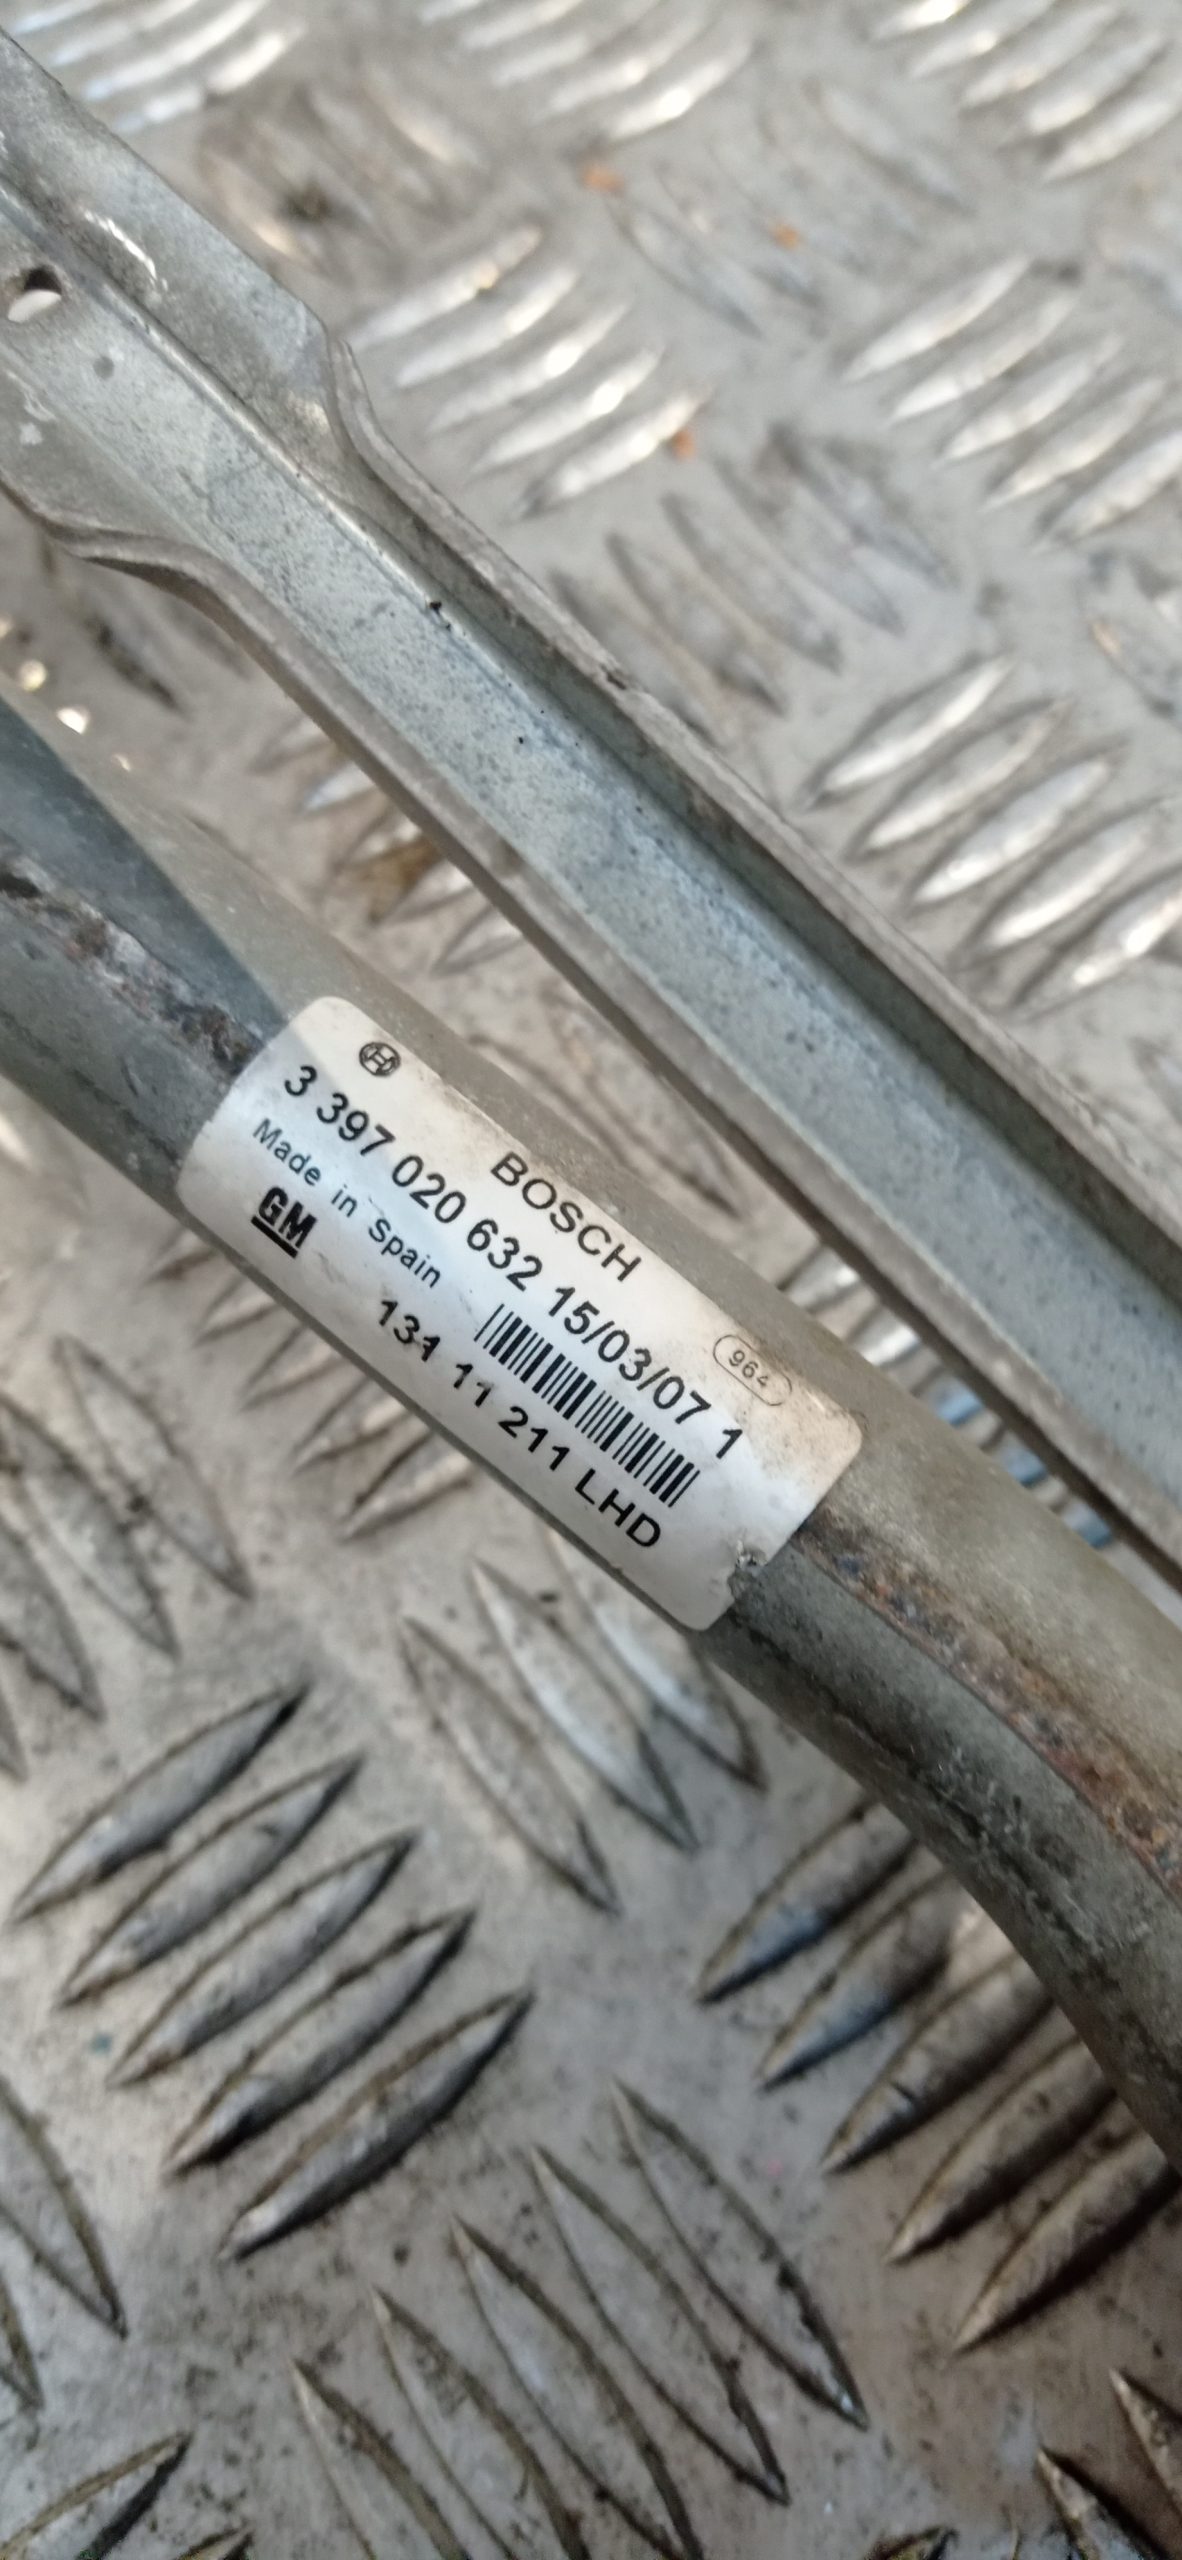 BOSCH
964
3 397 020 632 15/03/07 1
Made in Spain
GM
131 11 211 LHD